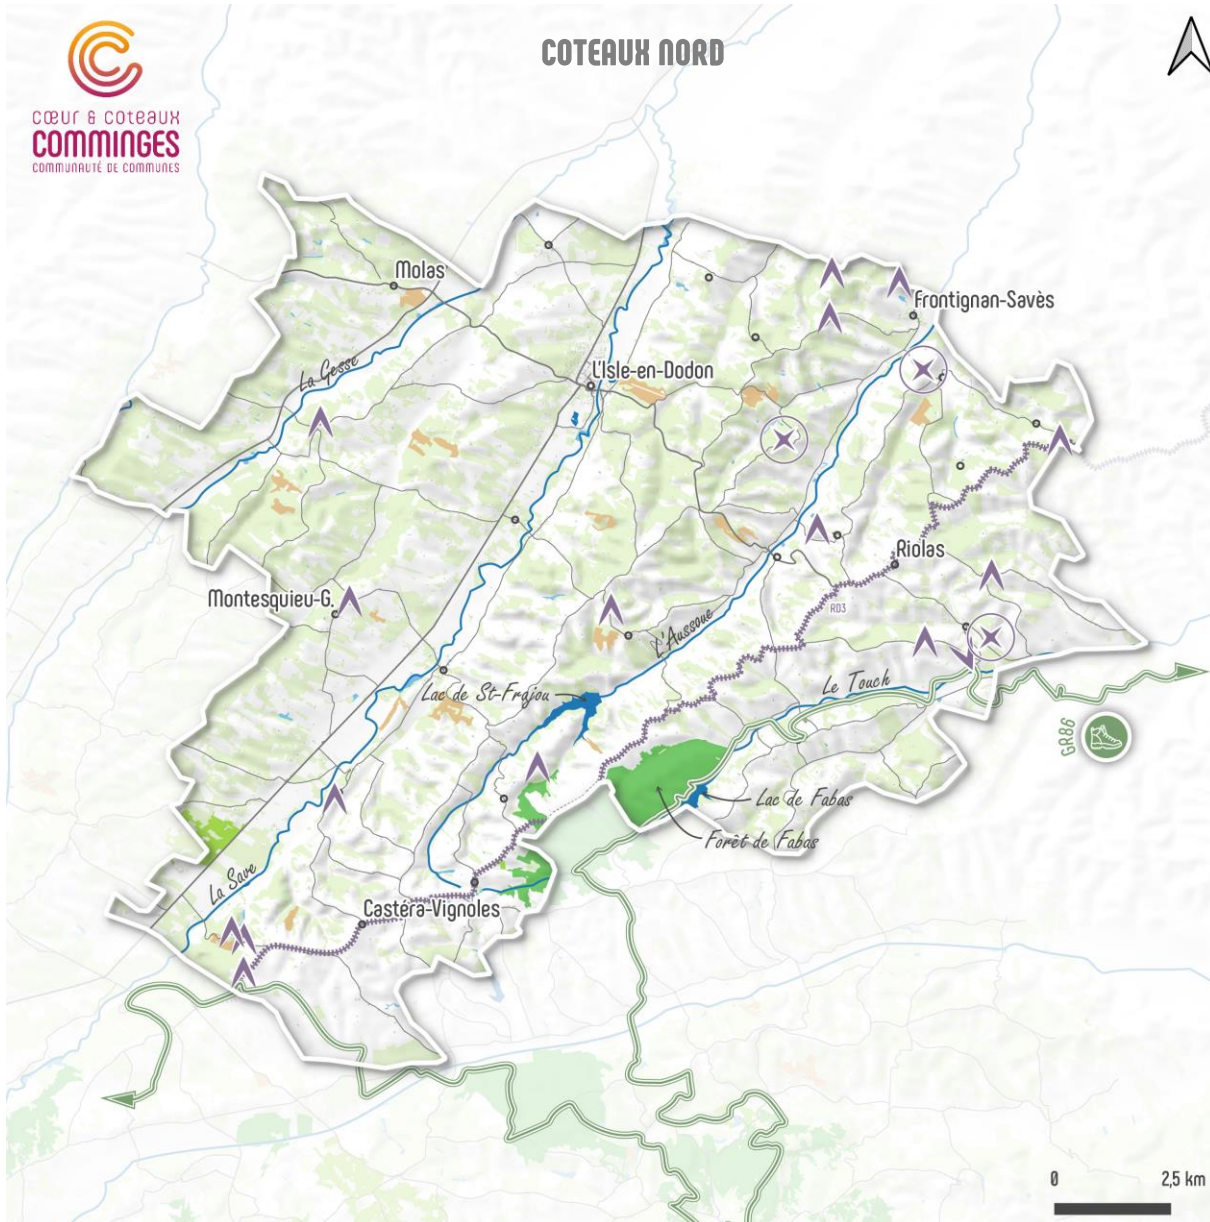 COTEAUX NORD
cœur & coteaux
COMMINGES
COMMUNAUTÉ DE COMMUNES
Molas
Frontignan-Savès
La Gesse
L'Isle-en-Dodon
Riolas
Montesquieu-G.
RD3
L'Aussoue
Le Touch
Lac de St-Frajou
GR86
Lac de Fabas
Forêt de Fabas
La Save
Castéra-Vignoles
0 2,5 km